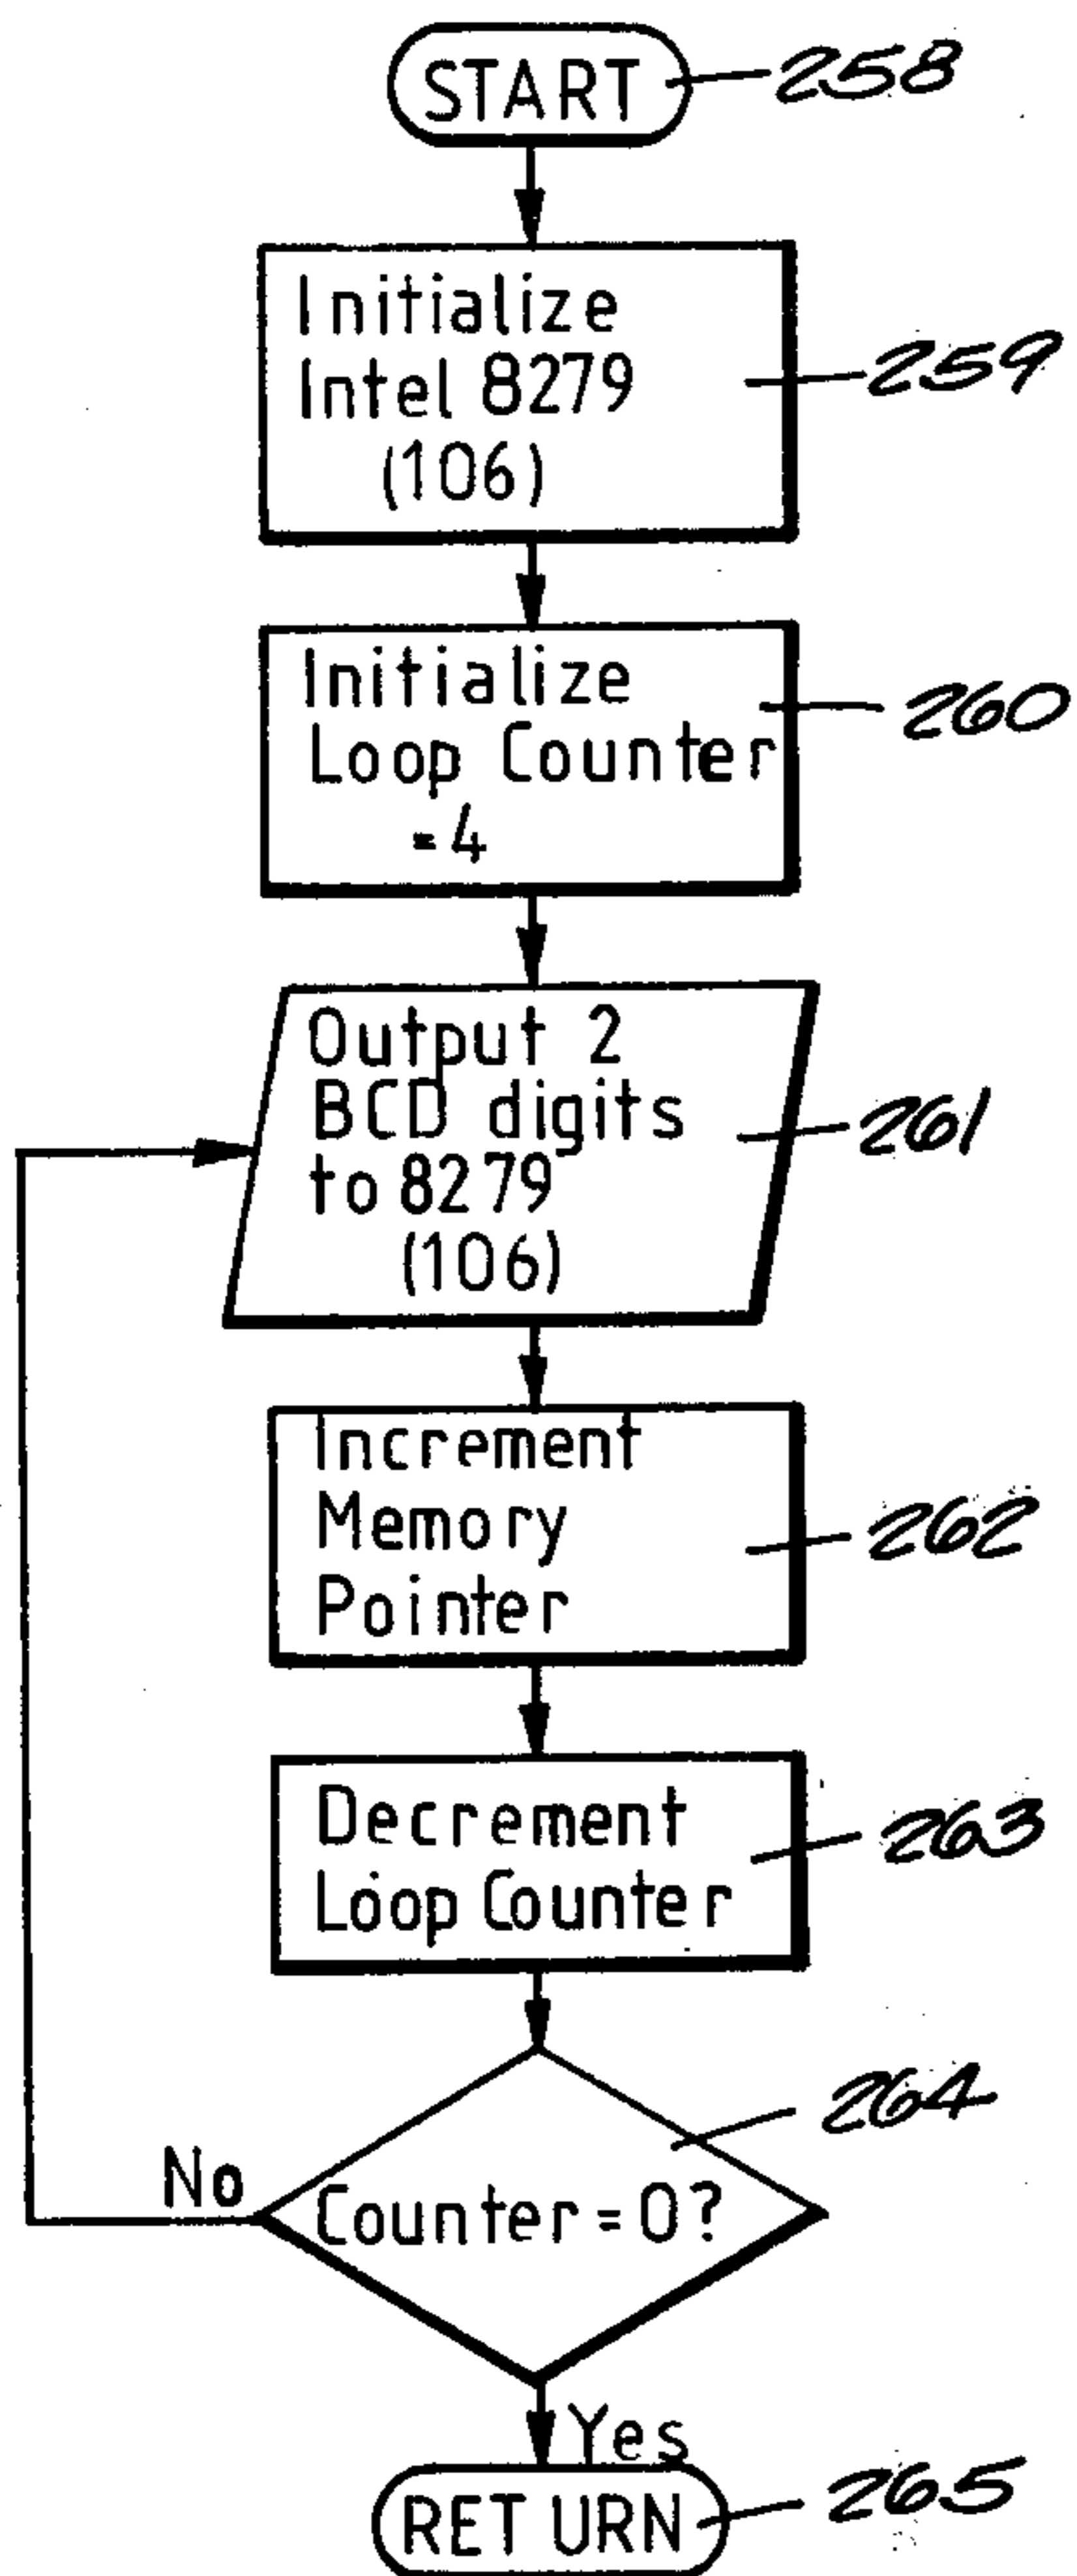 START
258
Initialize
Intel 8279
(106)
259
Initialize
Loop Counter
=4
260
Output 2
BCD digits
to 8279
(106)
261
Increment
Memory
Pointer
262
Decrement
Loop Counter
263
264
No
Counter=0?
Yes
RETURN
265